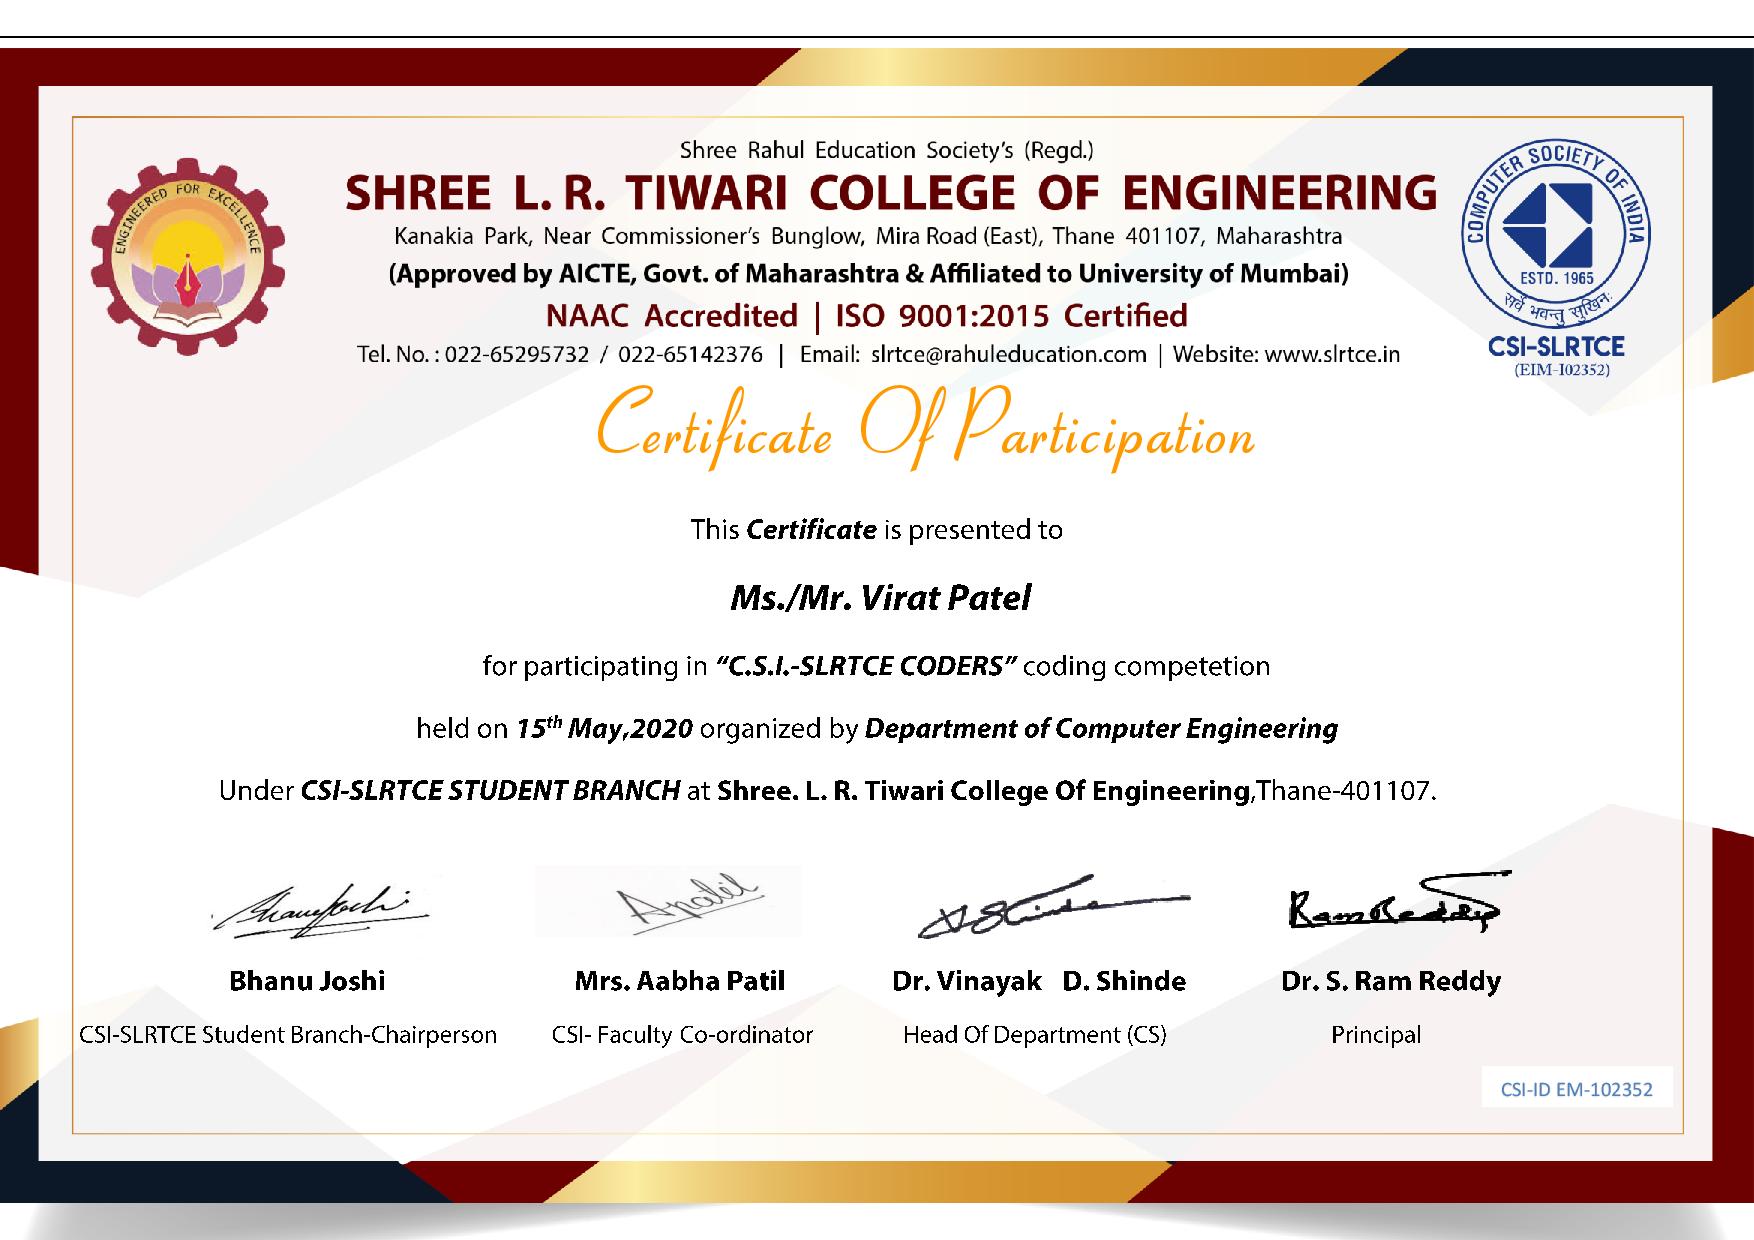 Shree Rahul Education Society's (Regd.)
SHREE L. R. TIWARI COLLEGE OF ENGINEERING
Kanakia Park, Near Commissioner's Bunglow, Mira Road (East), Thane 401107, Maharashtra
(Approved by AICTE, Govt. of Maharashtra & Affiliated to University of Mumbai)
NAAC Accredited | ISO 9001:2015 Certified
Tel. No. : 022-65295732 / 022-65142376 | Email: slrtce@rahuleducation.com | Website: www.slrtce.in
ENGINEERED FOR EXCELLENCE
COMPUTER SOCIETY OF INDIA
ESTD. 1965
सर्वे भवन्तु सुखिनः
CSI-SLRTCE
(EIM-I02352)
Certificate Of Participation
This Certificate is presented to
Ms./Mr. Virat Patel
for participating in “C.S.I.-SLRTCE CODERS” coding competetion
held on 15th May,2020 organized by Department of Computer Engineering
Under CSI-SLRTCE STUDENT BRANCH at Shree. L. R. Tiwari College Of Engineering,Thane-401107.
Apatil
Ram Reddy
Bhanu Joshi
Mrs. Aabha Patil
Dr. Vinayak D. Shinde
Dr. S. Ram Reddy
CSI-SLRTCE Student Branch-Chairperson
CSI- Faculty Co-ordinator
Head Of Department (CS)
Principal
CSI-ID EM-102352